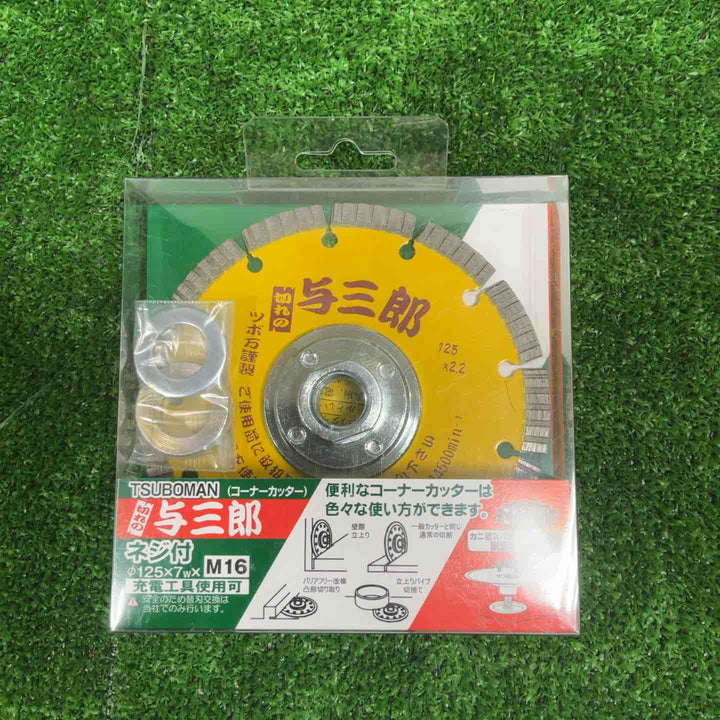 切れの
与三郎
125
×2.2
ツボ万謹製
4500min⁻¹
TSUBOMAN (コーナーカッター)
切れの
与三郎
ネジ付
φ125×7w×M16
充電工具使用可
安全のため替刃交換は
当社でのみ行います。
便利なコーナーカッターは
色々な使い方ができます。
壁際
立上り
一般カッターと同じ
通常の切断
バリアフリー改修
凸部切り取り
立上りパイプ
切捨て